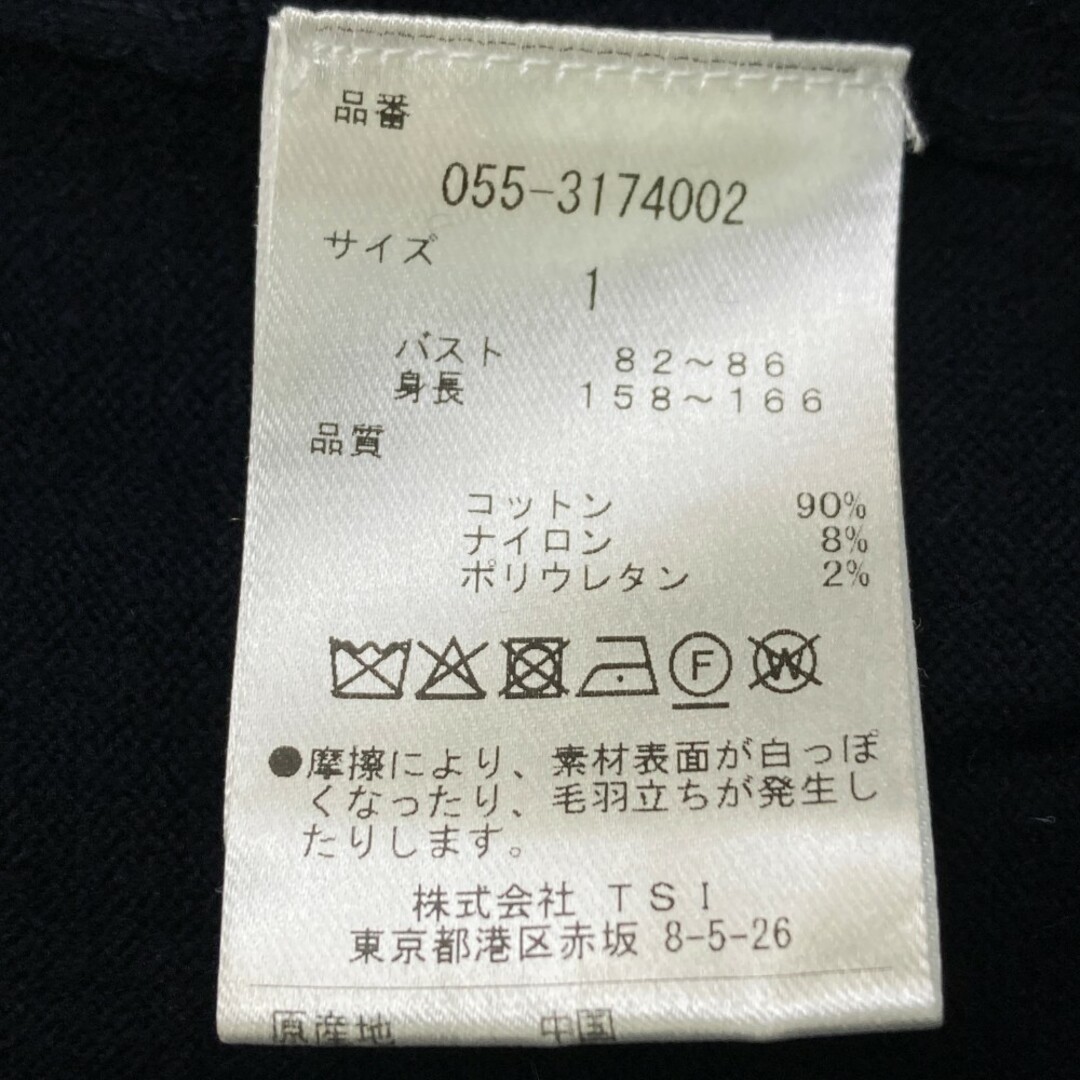 品番
055-3174002
サイズ
1
バスト 82～86
身長 158～166
品質
コットン 90%
ナイロン 8%
ポリウレタン 2%
F W
●摩擦により、素材表面が白っぽ
くなったり、毛羽立ちが発生し
たりします。
株式会社 TSI
東京都港区赤坂 8-5-26
原産地 中国